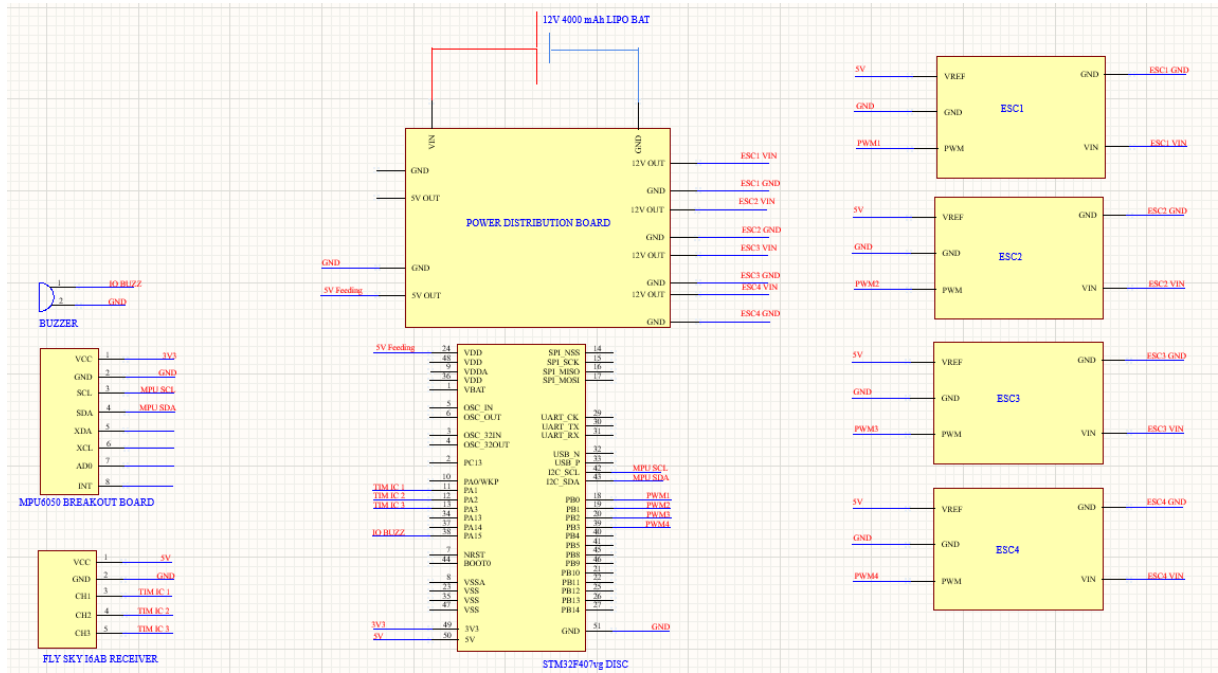 12V 4000 mAh LIPO BAT
VIN
GND
GND
5V OUT
POWER DISTRIBUTION BOARD
GND
GND
5V Feeding
5V OUT
12V OUT
ESC1 VIN
GND
ESC1 GND
12V OUT
ESC2 VIN
GND
ESC2 GND
12V OUT
ESC3 VIN
GND
ESC3 GND
12V OUT
ESC4 VIN
GND
ESC4 GND
5V
VREF
GND
ESC1 GND
GND
GND
ESC1
PWM1
PWM
VIN
ESC1 VIN
5V
VREF
GND
ESC2 GND
GND
GND
ESC2
PWM2
PWM
VIN
ESC2 VIN
5V
VREF
GND
ESC3 GND
GND
GND
ESC3
PWM3
PWM
VIN
ESC3 VIN
5V
VREF
GND
ESC4 GND
GND
GND
ESC4
PWM4
PWM
VIN
ESC4 VIN
1 IO BUZZ
2 GND
BUZZER
VCC 1 3V3
GND 2 GND
SCL 3 MPU SCL
SDA 4 MPU SDA
XDA 5
XCL 6
AD0 7
INT 8
MPU6050 BREAKOUT BOARD
VCC 1 5V
GND 2 GND
CH1 3 TIM IC 1
CH2 4 TIM IC 2
CH3 5 TIM IC 3
FLY SKY I6AB RECEIVER
5V Feeding 24 VDD
48 VDD
9 VDDA
36 VDD
1 VBAT
5 OSC_IN
6 OSC_OUT
3 OSC_32IN
4 OSC_32OUT
2 PC13
10 PA0/WKP
TIM IC 1 11 PA1
TIM IC 2 12 PA2
TIM IC 3 13 PA3
34 PA13
37 PA14
IO BUZZ 38 PA15
7 NRST
44 BOOT0
8 VSSA
23 VSS
35 VSS
47 VSS
3V3 49 3V3
5V 50 5V
SPI_NSS 14
SPI_SCK 15
SPI_MISO 16
SPI_MOSI 17
UART_CK 29
UART_TX 30
UART_RX 31
USB_N 32
USB_P 33
I2C_SCL 42 MPU SCL
I2C_SDA 43 MPU SDA
PB0 18 PWM1
PB1 19 PWM2
PB2 20 PWM3
PB3 39 PWM4
PB4 40
PB5 41
PB8 45
PB9 46
PB10 21
PB11 22
PB12 25
PB13 26
PB14 27
GND 51 GND
STM32F407vg DISC